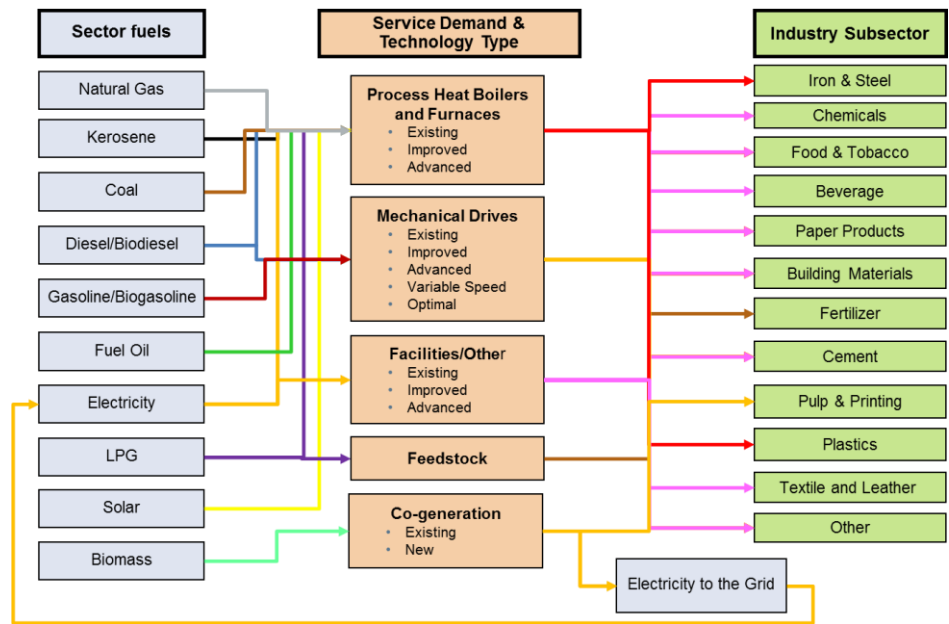 Sector fuels
Natural Gas
Kerosene
Coal
Diesel/Biodiesel
Gasoline/Biogasoline
Fuel Oil
Electricity
LPG
Solar
Biomass
Service Demand &
Technology Type
Process Heat Boilers
and Furnaces
• Existing
• Improved
• Advanced
Mechanical Drives
• Existing
• Improved
• Advanced
• Variable Speed
• Optimal
Facilities/Other
• Existing
• Improved
• Advanced
Feedstock
Co-generation
• Existing
• New
Industry Subsector
Iron & Steel
Chemicals
Food & Tobacco
Beverage
Paper Products
Building Materials
Fertilizer
Cement
Pulp & Printing
Plastics
Textile and Leather
Other
Electricity to the Grid